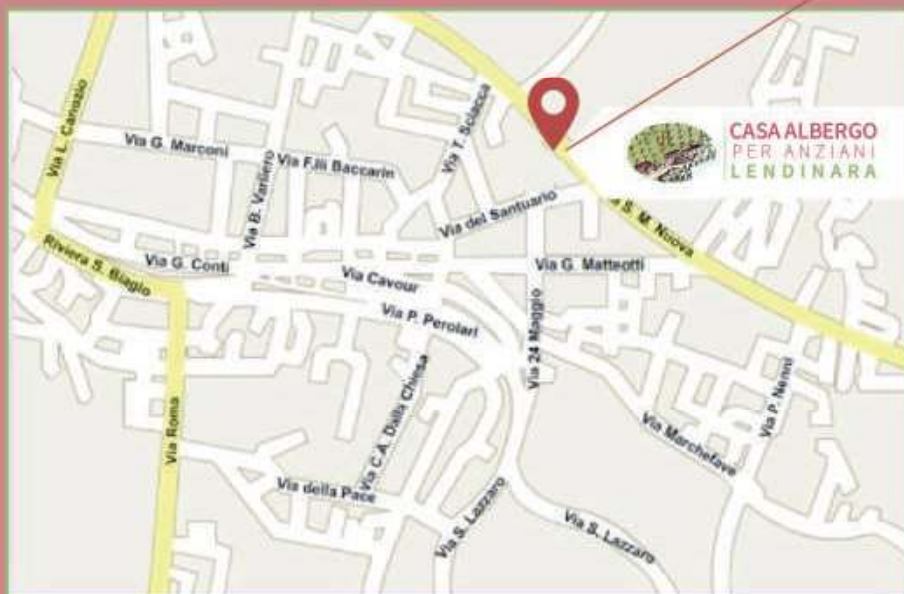 CASA ALBERGO
PER ANZIANI
LENDINARA
Via L. Canozio
Via G. Marconi
Via F.lli Baccarin
Via B. Varliero
Via T. Sciacca
Via del Santuario
S. M. Nuova
Riviera S. Biagio
Via G. Conti
Via Cavour
Via G. Matteotti
Via P. Perolari
Via 24 Maggio
Via Roma
Via C.A. Dalla Chiesa
Via P. Nenni
Via Marchefave
Via della Pace
Via S. Lazzaro
Via S. Lazzaro